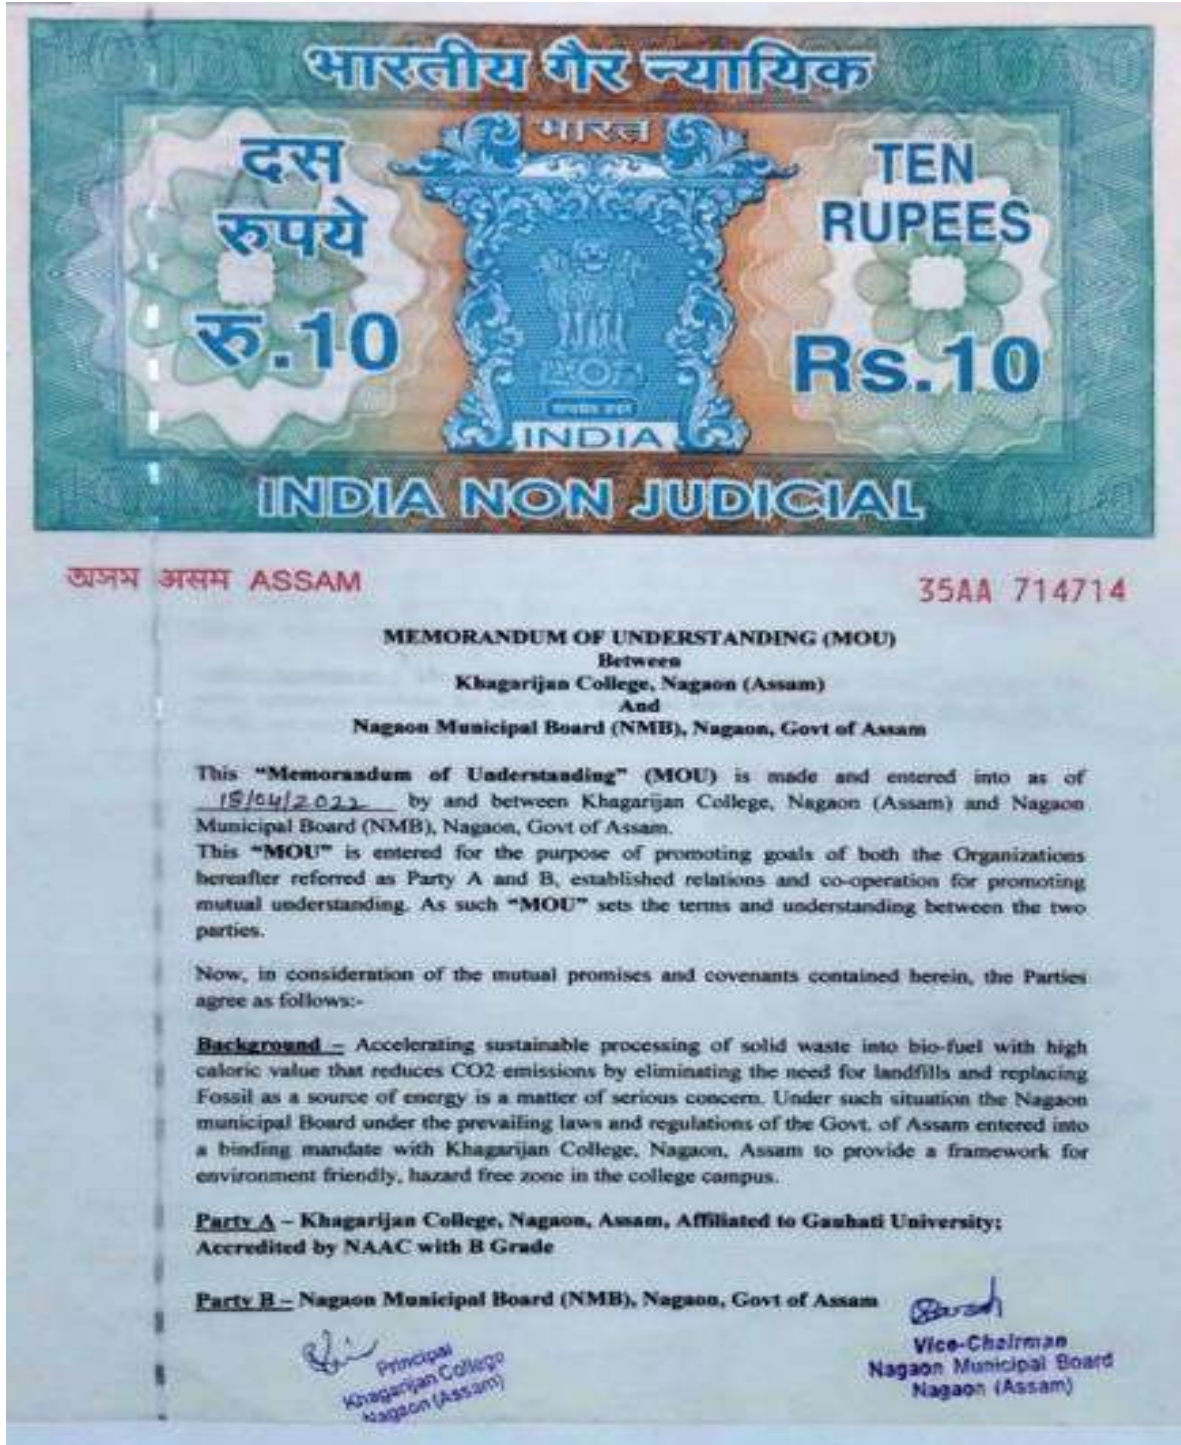 भारतीय गैर न्यायिक
भारत
दस
रुपये
रु.10
TEN
RUPEES
Rs.10
INDIA
INDIA NON JUDICIAL
অসম असम ASSAM
35AA 714714
MEMORANDUM OF UNDERSTANDING (MOU)
Between
Khagarijan College, Nagaon (Assam)
And
Nagaon Municipal Board (NMB), Nagaon, Govt of Assam
This “Memorandum of Understanding” (MOU) is made and entered into as of
18/04/2022 by and between Khagarijan College, Nagaon (Assam) and Nagaon
Municipal Board (NMB), Nagaon, Govt of Assam.
This “MOU” is entered for the purpose of promoting goals of both the Organizations
hereafter referred as Party A and B, established relations and co-operation for promoting
mutual understanding. As such “MOU” sets the terms and understanding between the two
parties.
Now, in consideration of the mutual promises and covenants contained herein, the Parties
agree as follows:-
Background – Accelerating sustainable processing of solid waste into bio-fuel with high
caloric value that reduces CO2 emissions by eliminating the need for landfills and replacing
Fossil as a source of energy is a matter of serious concern. Under such situation the Nagaon
municipal Board under the prevailing laws and regulations of the Govt. of Assam entered into
a binding mandate with Khagarijan College, Nagaon, Assam to provide a framework for
environment friendly, hazard free zone in the college campus.
Party A – Khagarijan College, Nagaon, Assam, Affiliated to Gauhati University;
Accredited by NAAC with B Grade
Party B – Nagaon Municipal Board (NMB), Nagaon, Govt of Assam
Principal
Khagarijan College
Nagaon (Assam)
Vice-Chairman
Nagaon Municipal Board
Nagaon (Assam)